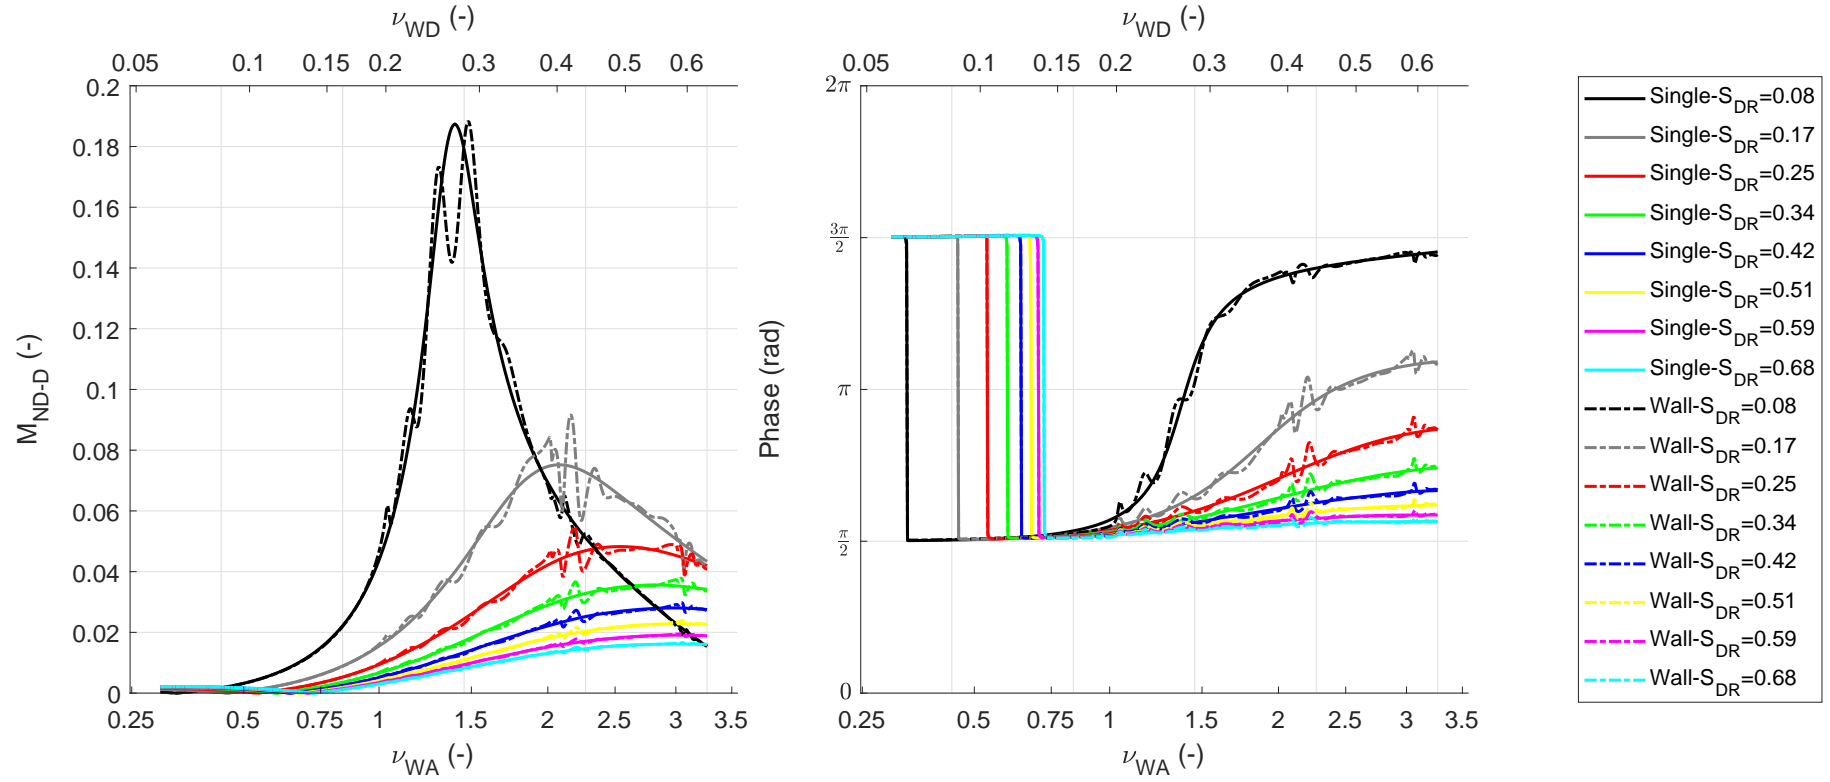 ν_WD (-)
0.05 0.1 0.15 0.2 0.3 0.4 0.5 0.6
0.2
0.18
0.16
0.14
0.12
0.1
0.08
0.06
0.04
0.02
0
M_ND-D (-)
0.25 0.5 0.75 1 1.5 2 2.5 3 3.5
ν_WA (-)
ν_WD (-)
0.05 0.1 0.15 0.2 0.3 0.4 0.5 0.6
2π
3π/2
π
π/2
0
Phase (rad)
0.25 0.5 0.75 1 1.5 2 2.5 3 3.5
ν_WA (-)
Single-S_DR=0.08
Single-S_DR=0.17
Single-S_DR=0.25
Single-S_DR=0.34
Single-S_DR=0.42
Single-S_DR=0.51
Single-S_DR=0.59
Single-S_DR=0.68
Wall-S_DR=0.08
Wall-S_DR=0.17
Wall-S_DR=0.25
Wall-S_DR=0.34
Wall-S_DR=0.42
Wall-S_DR=0.51
Wall-S_DR=0.59
Wall-S_DR=0.68